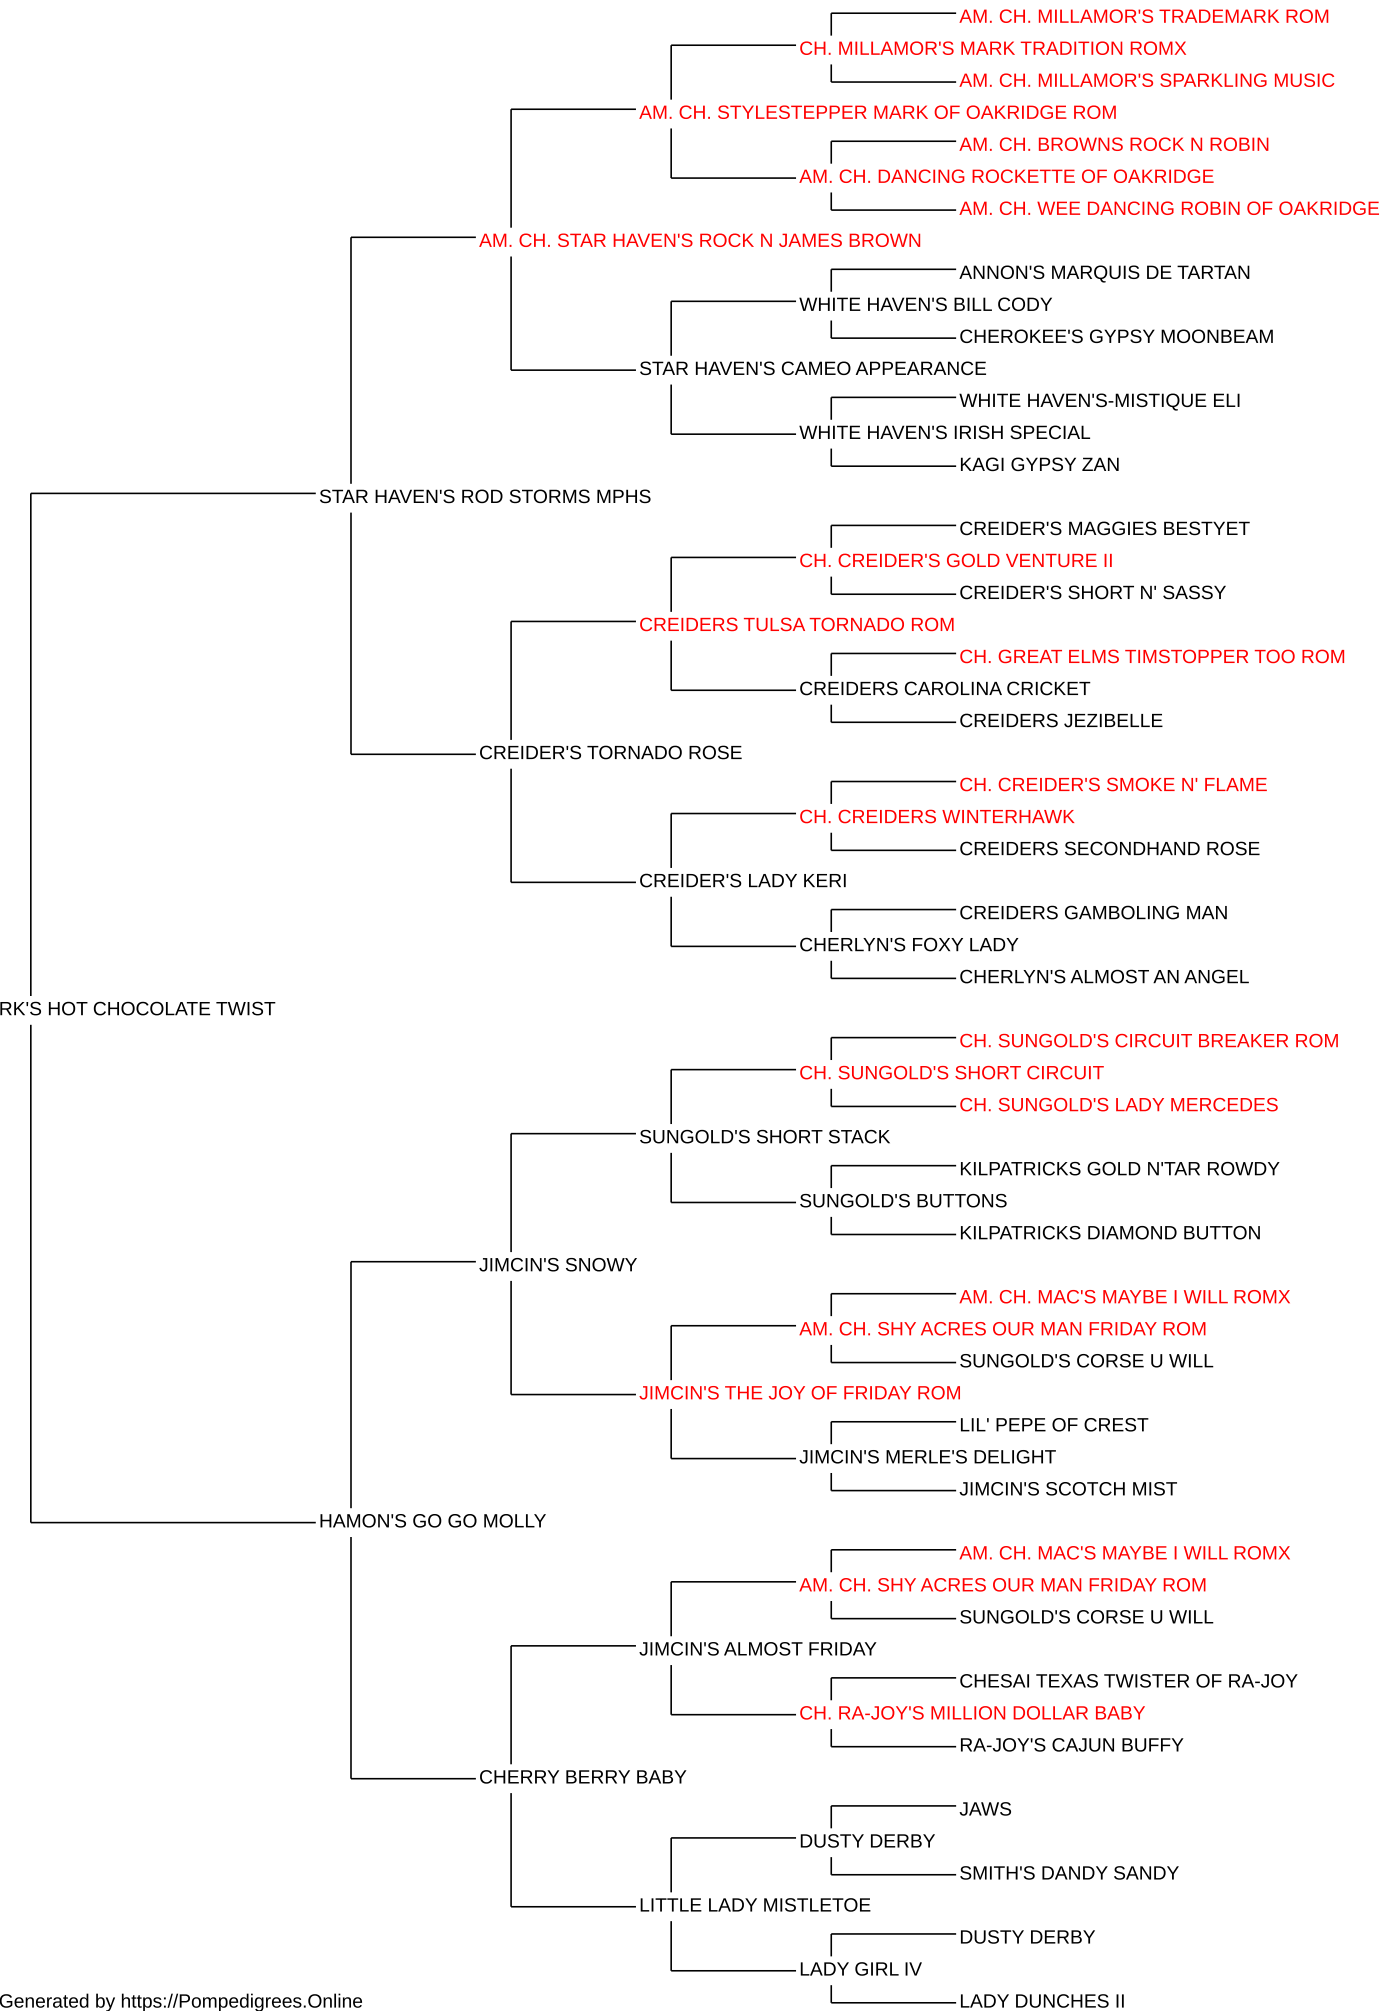 AM. CH. MILLAMOR'S TRADEMARK ROM
CH. MILLAMOR'S MARK TRADITION ROMX
AM. CH. MILLAMOR'S SPARKLING MUSIC
AM. CH. STYLESTEPPER MARK OF OAKRIDGE ROM
AM. CH. BROWNS ROCK N ROBIN
AM. CH. DANCING ROCKETTE OF OAKRIDGE
AM. CH. WEE DANCING ROBIN OF OAKRIDGE
AM. CH. STAR HAVEN'S ROCK N JAMES BROWN
ANNON'S MARQUIS DE TARTAN
WHITE HAVEN'S BILL CODY
CHEROKEE'S GYPSY MOONBEAM
STAR HAVEN'S CAMEO APPEARANCE
WHITE HAVEN'S-MISTIQUE ELI
WHITE HAVEN'S IRISH SPECIAL
KAGI GYPSY ZAN
STAR HAVEN'S ROD STORMS MPHS
CREIDER'S MAGGIES BESTYET
CH. CREIDER'S GOLD VENTURE II
CREIDER'S SHORT N' SASSY
CREIDERS TULSA TORNADO ROM
CH. GREAT ELMS TIMSTOPPER TOO ROM
CREIDERS CAROLINA CRICKET
CREIDERS JEZIBELLE
CREIDER'S TORNADO ROSE
CH. CREIDER'S SMOKE N' FLAME
CH. CREIDERS WINTERHAWK
CREIDERS SECONDHAND ROSE
CREIDER'S LADY KERI
CREIDERS GAMBOLING MAN
CHERLYN'S FOXY LADY
CHERLYN'S ALMOST AN ANGEL
RK'S HOT CHOCOLATE TWIST
CH. SUNGOLD'S CIRCUIT BREAKER ROM
CH. SUNGOLD'S SHORT CIRCUIT
CH. SUNGOLD'S LADY MERCEDES
SUNGOLD'S SHORT STACK
KILPATRICKS GOLD N'TAR ROWDY
SUNGOLD'S BUTTONS
KILPATRICKS DIAMOND BUTTON
JIMCIN'S SNOWY
AM. CH. MAC'S MAYBE I WILL ROMX
AM. CH. SHY ACRES OUR MAN FRIDAY ROM
SUNGOLD'S CORSE U WILL
JIMCIN'S THE JOY OF FRIDAY ROM
LIL' PEPE OF CREST
JIMCIN'S MERLE'S DELIGHT
JIMCIN'S SCOTCH MIST
HAMON'S GO GO MOLLY
AM. CH. MAC'S MAYBE I WILL ROMX
AM. CH. SHY ACRES OUR MAN FRIDAY ROM
SUNGOLD'S CORSE U WILL
JIMCIN'S ALMOST FRIDAY
CHESAI TEXAS TWISTER OF RA-JOY
CH. RA-JOY'S MILLION DOLLAR BABY
RA-JOY'S CAJUN BUFFY
CHERRY BERRY BABY
JAWS
DUSTY DERBY
SMITH'S DANDY SANDY
LITTLE LADY MISTLETOE
DUSTY DERBY
LADY GIRL IV
LADY DUNCHES II
Generated by https://Pompedigrees.Online